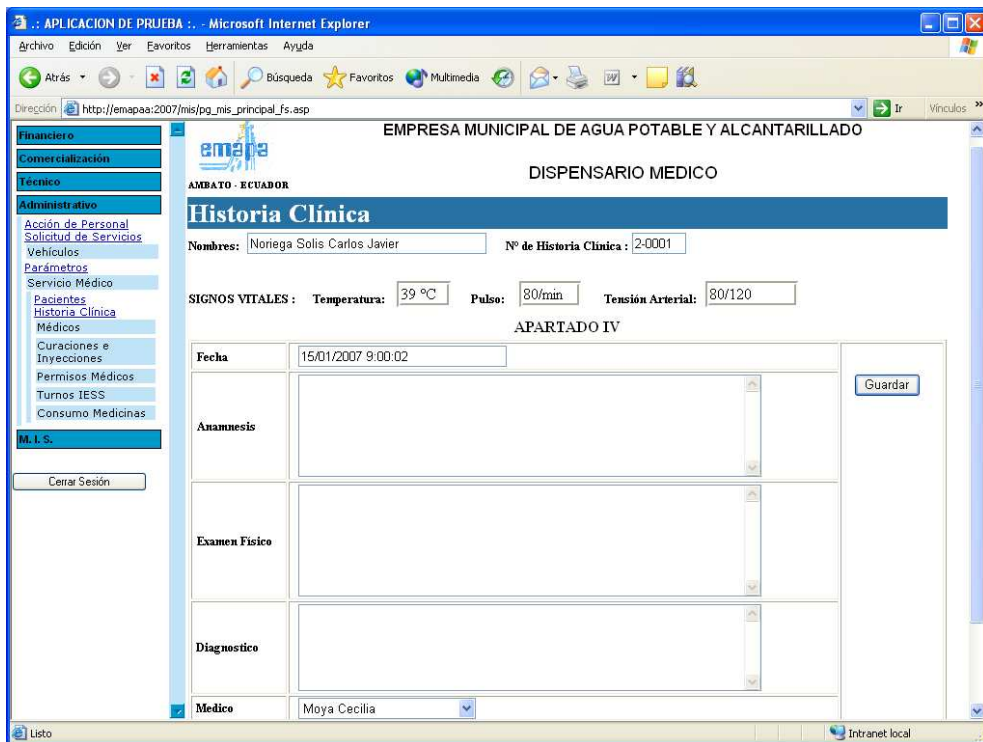 .: APLICACION DE PRUEBA :. - Microsoft Internet Explorer
Archivo Edición Ver Favoritos Herramientas Ayuda
Atrás Búsqueda Favoritos Multimedia
Dirección http://emapaa:2007/mis/pg_mis_principal_fs.asp Ir Vínculos »
Financiero
Comercialización
Técnico
Administrativo
Acción de Personal
Solicitud de Servicios
Vehículos
Parámetros
Servicio Médico
Pacientes
Historia Clínica
Médicos
Curaciones e
Inyecciones
Permisos Médicos
Turnos IESS
Consumo Medicinas
M. I. S.
Cerrar Sesión
emapa
AMBATO - ECUADOR
EMPRESA MUNICIPAL DE AGUA POTABLE Y ALCANTARILLADO
DISPENSARIO MEDICO
Historia Clínica
Nombres: Noriega Solis Carlos Javier Nº de Historia Clínica : 2-0001
SIGNOS VITALES : Temperatura: 39 ºC Pulso: 80/min Tensión Arterial: 80/120
APARTADO IV
Fecha 15/01/2007 9:00:02
Guardar
Anamnesis
Examen Físico
Diagnostico
Medico Moya Cecilia
Listo Intranet local